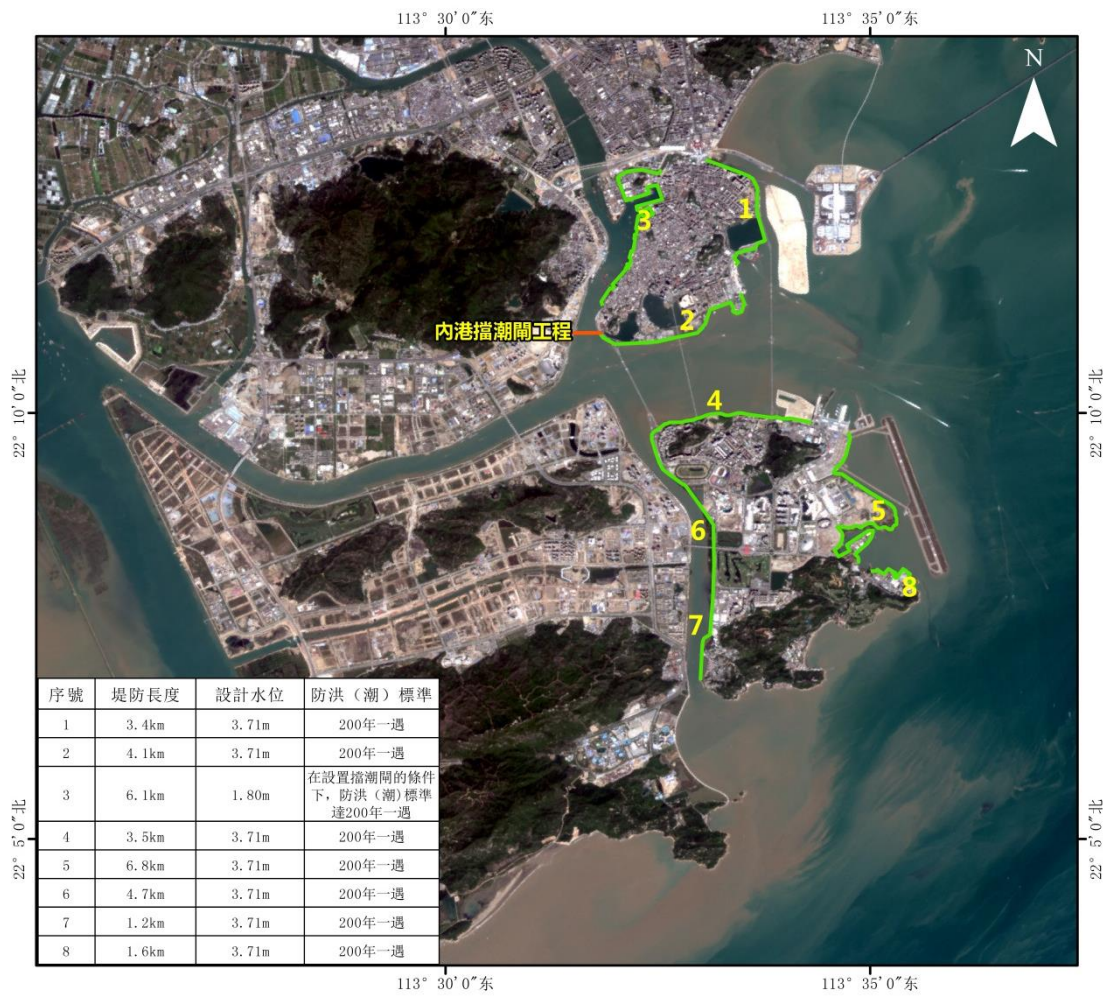 113° 30′ 0″东
113° 35′ 0″东
N
1
3
2
內港擋潮閘工程
4
22° 10′ 0″北
22° 10′ 0″北
5
6
8
7
序號 堤防長度 設計水位 防洪（潮）標準
1 3.4km 3.71m 200年一遇
2 4.1km 3.71m 200年一遇
3 6.1km 1.80m 在設置擋潮閘的條件
下，防洪（潮）標準
達200年一遇
4 3.5km 3.71m 200年一遇
5 6.8km 3.71m 200年一遇
6 4.7km 3.71m 200年一遇
7 1.2km 3.71m 200年一遇
8 1.6km 3.71m 200年一遇
22° 5′ 0″北
22° 5′ 0″北
113° 30′ 0″东
113° 35′ 0″东